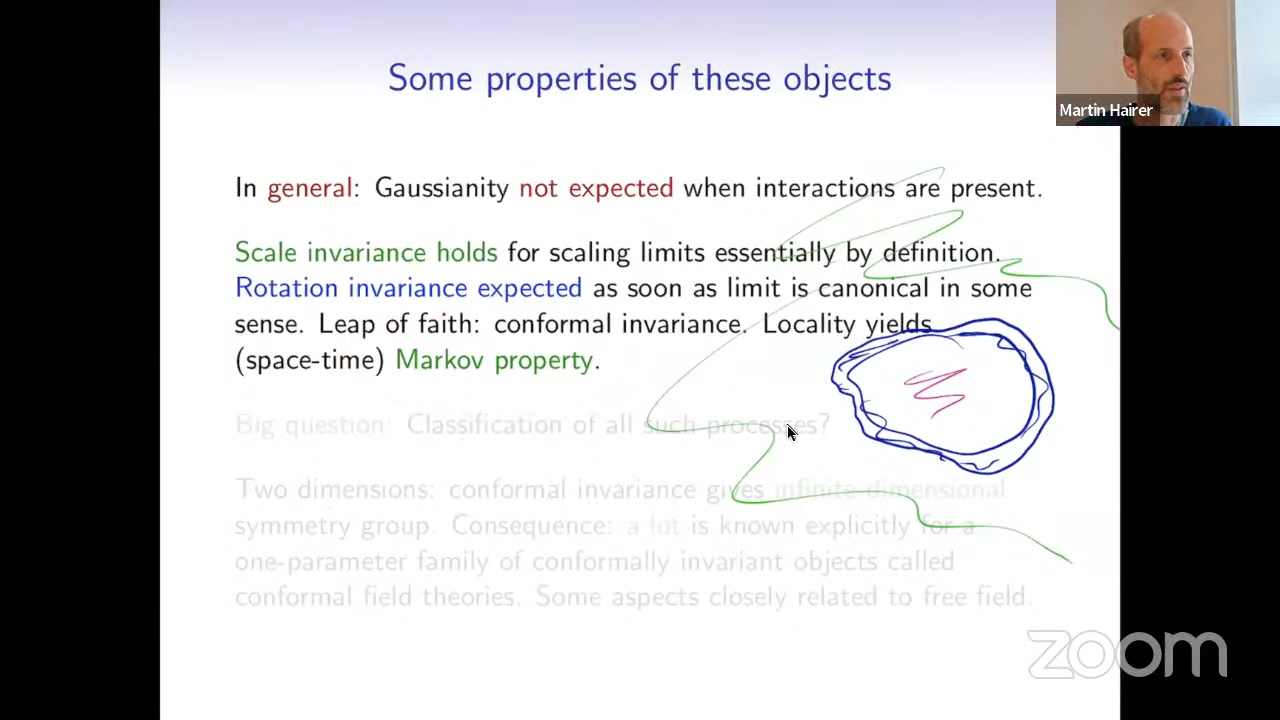 Some properties of these objects
Martin Hairer
In general: Gaussianity not expected when interactions are present.
Scale invariance holds for scaling limits essentially by definition.
Rotation invariance expected as soon as limit is canonical in some
sense. Leap of faith: conformal invariance. Locality yields
(space-time) Markov property.
Big question: Classification of all such processes?
Two dimensions: conformal invariance gives infinite dimensional
symmetry group. Consequence: a lot is known explicitly for a
one-parameter family of conformally invariant objects called
conformal field theories. Some aspects closely related to free field.
zoom